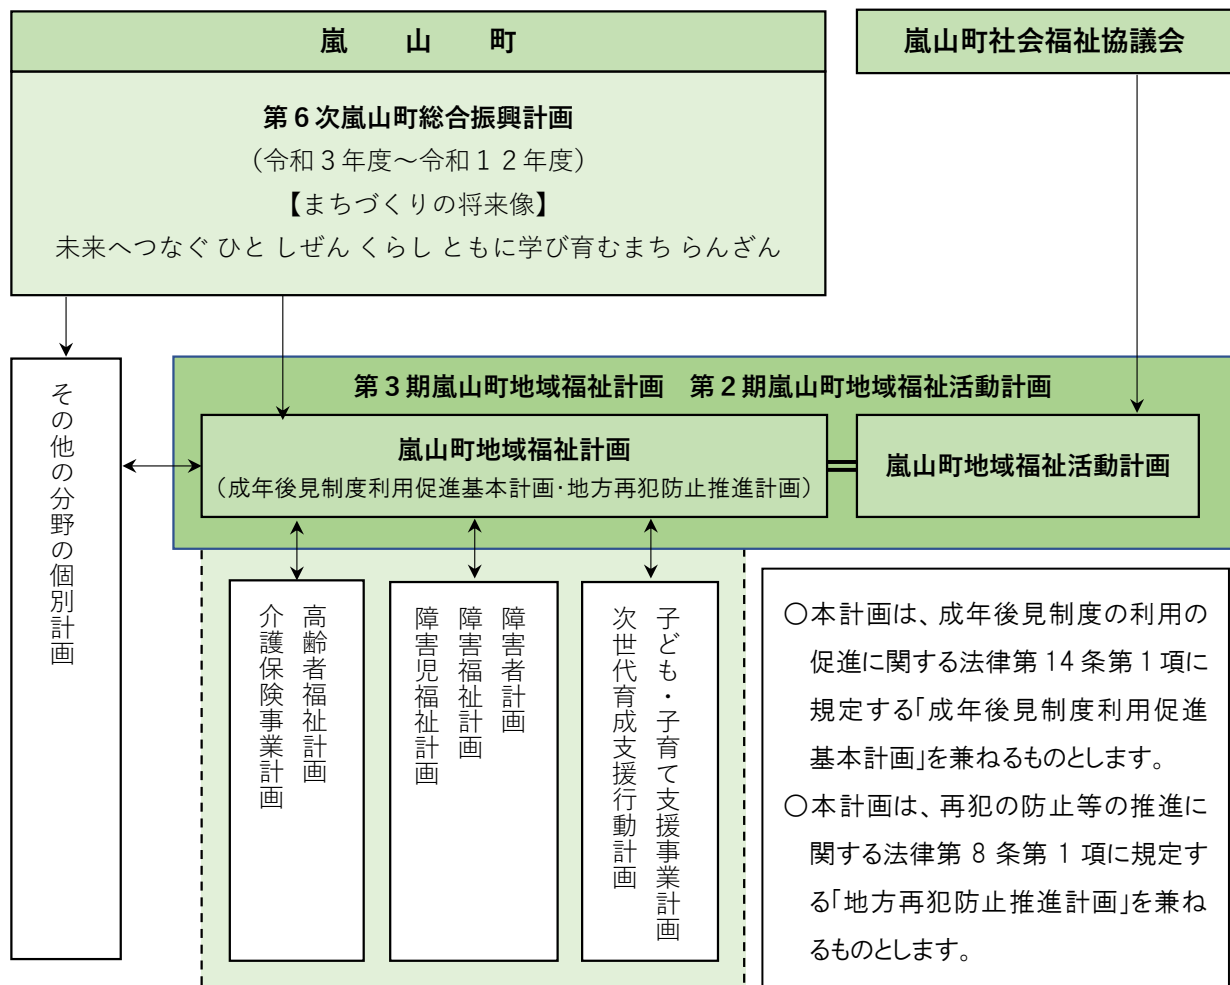 嵐　山　町
嵐山町社会福祉協議会
第６次嵐山町総合振興計画
（令和３年度～令和１２年度）
【まちづくりの将来像】
未来へつなぐ ひと しぜん くらし ともに学び育むまち らんざん
第３期嵐山町地域福祉計画　第２期嵐山町地域福祉活動計画
嵐山町地域福祉計画
（成年後見制度利用促進基本計画・地方再犯防止推進計画）
嵐山町地域福祉活動計画
その他の分野の個別計画
高齢者福祉計画
介護保険事業計画
障害者計画
障害福祉計画
障害児福祉計画
子ども・子育て支援事業計画
次世代育成支援行動計画
○本計画は、成年後見制度の利用の
促進に関する法律第 14 条第１項に
規定する「成年後見制度利用促進
基本計画」を兼ねるものとします。
○本計画は、再犯の防止等の推進に
関する法律第 8 条第 1 項に規定す
る「地方再犯防止推進計画」を兼ね
るものとします。